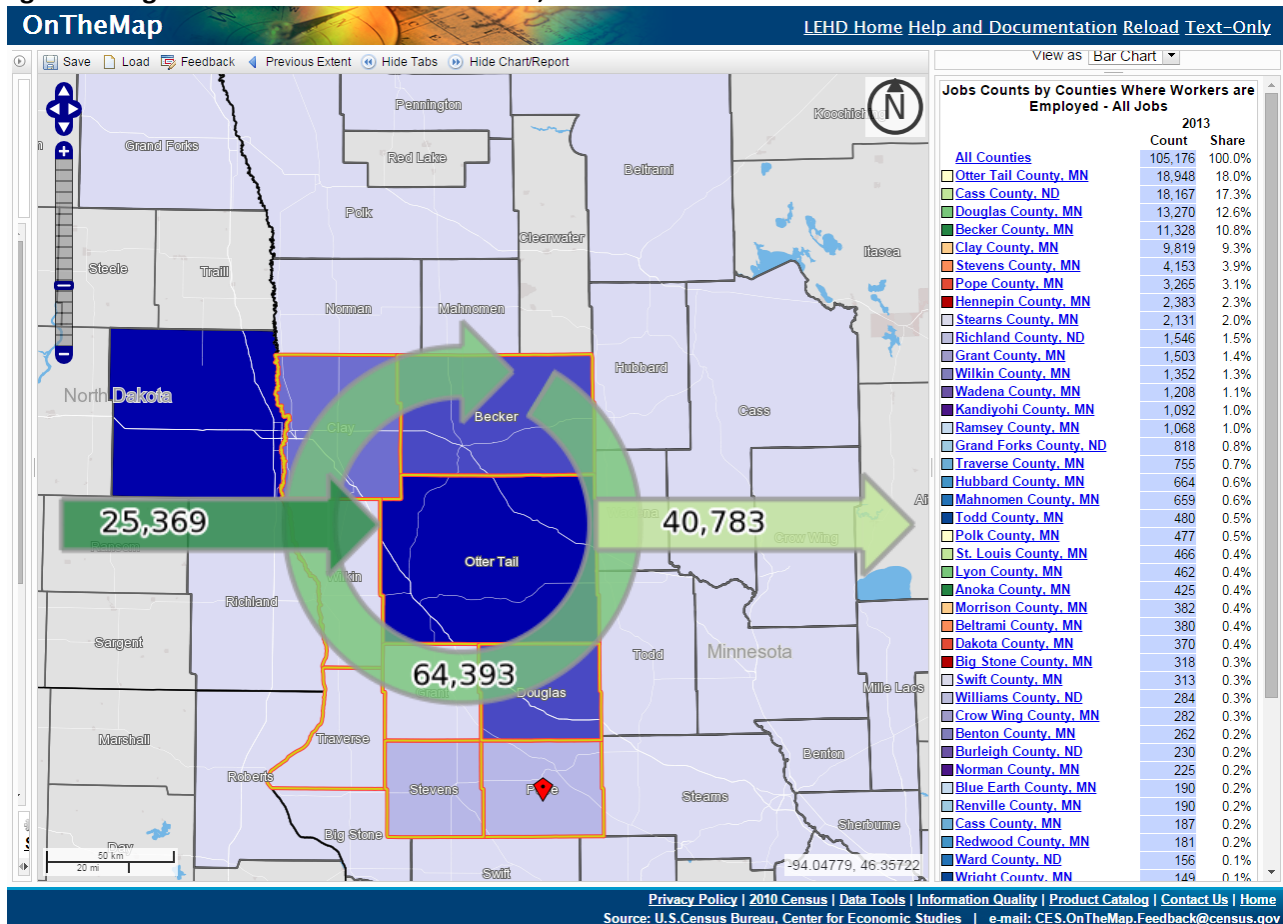 OnTheMap
LEHD Home Help and Documentation Reload Text-Only
Save Load Feedback Previous Extent Hide Tabs Hide Chart/Report
View as Bar Chart
Pennington
Koochich
N
Grand Forks
Red Lake
Beltrami
Polk
Clearwater
Itasca
Steele
Traill
Norman
Mahnomen
Hubbard
North Dakota
Becker
Cass
Clay
25,369
40,783
Crow Wing
Ransom
Otter Tail
Wilkin
Richland
Sargent
Todd
Minnesota
64,393
Grant
Douglas
Mille Lacs
Marshall
Traverse
Benton
Roberts
Stevens
Pope
Stearns
Big Stone
Sherburne
Day
50 km
20 mi
Swift
-94.04779, 46.35722
Jobs Counts by Counties Where Workers are
Employed - All Jobs
2013
Count Share
All Counties 105,176 100.0%
Otter Tail County, MN 18,948 18.0%
Cass County, ND 18,167 17.3%
Douglas County, MN 13,270 12.6%
Becker County, MN 11,328 10.8%
Clay County, MN 9,819 9.3%
Stevens County, MN 4,153 3.9%
Pope County, MN 3,265 3.1%
Hennepin County, MN 2,383 2.3%
Stearns County, MN 2,131 2.0%
Richland County, ND 1,546 1.5%
Grant County, MN 1,503 1.4%
Wilkin County, MN 1,352 1.3%
Wadena County, MN 1,208 1.1%
Kandiyohi County, MN 1,092 1.0%
Ramsey County, MN 1,068 1.0%
Grand Forks County, ND 818 0.8%
Traverse County, MN 755 0.7%
Hubbard County, MN 664 0.6%
Mahnomen County, MN 659 0.6%
Todd County, MN 480 0.5%
Polk County, MN 477 0.5%
St. Louis County, MN 466 0.4%
Lyon County, MN 462 0.4%
Anoka County, MN 425 0.4%
Morrison County, MN 382 0.4%
Beltrami County, MN 380 0.4%
Dakota County, MN 370 0.4%
Big Stone County, MN 318 0.3%
Swift County, MN 313 0.3%
Williams County, ND 284 0.3%
Crow Wing County, MN 282 0.3%
Benton County, MN 262 0.2%
Burleigh County, ND 230 0.2%
Norman County, MN 225 0.2%
Blue Earth County, MN 190 0.2%
Renville County, MN 190 0.2%
Cass County, MN 187 0.2%
Redwood County, MN 181 0.2%
Ward County, ND 156 0.1%
Wright County, MN 149 0.1%
Privacy Policy | 2010 Census | Data Tools | Information Quality | Product Catalog | Contact Us | Home
Source: U.S.Census Bureau, Center for Economic Studies | e-mail: CES.OnTheMap.Feedback@census.gov